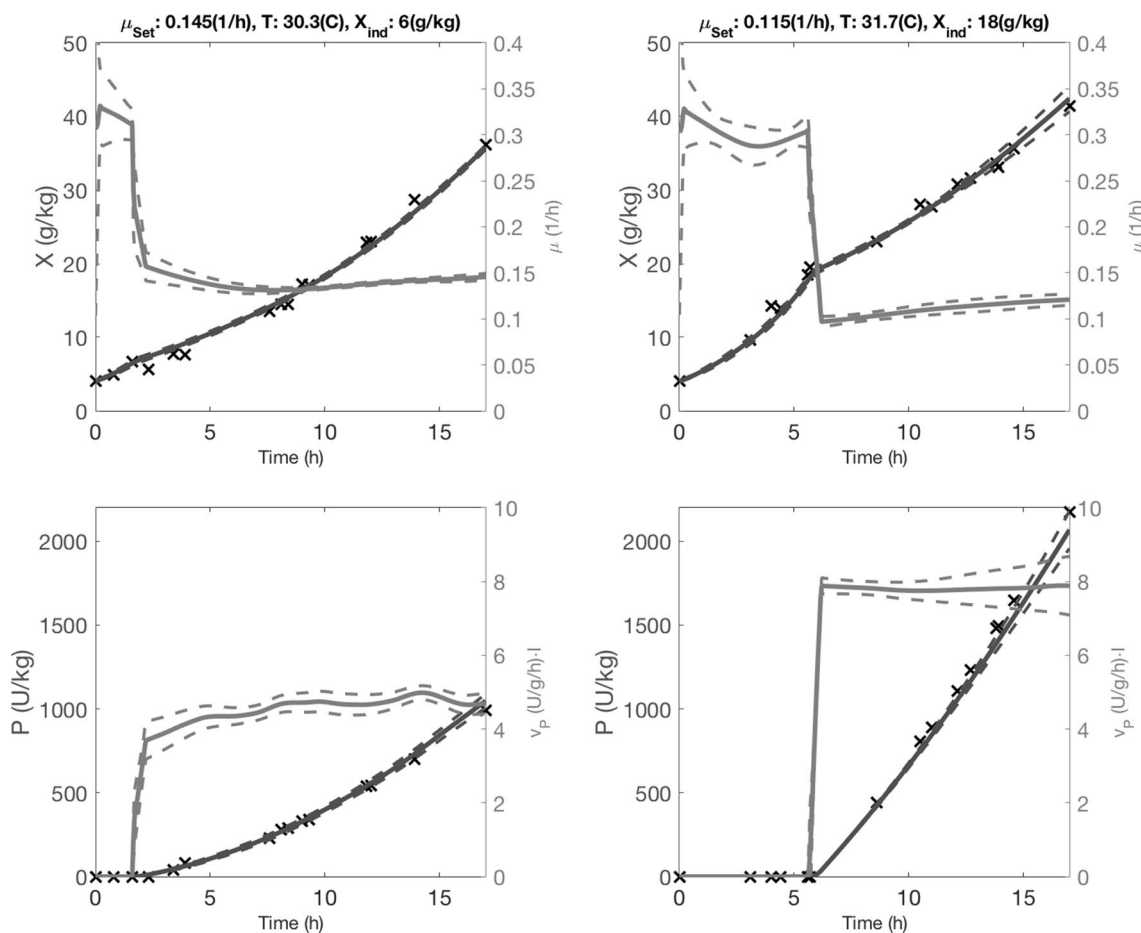 μSet: 0.145(1/h), T: 30.3(C), Xind: 6(g/kg)
50
40
30
20
10
0
X (g/kg)
0.4
0.35
0.3
0.25
0.2
0.15
0.1
0.05
0
μ (1/h)
0 5 10 15
Time (h)
μSet: 0.115(1/h), T: 31.7(C), Xind: 18(g/kg)
50
40
30
20
10
0
X (g/kg)
0.4
0.35
0.3
0.25
0.2
0.15
0.1
0.05
0
μ (1/h)
0 5 10 15
Time (h)
2000
1500
1000
500
0
P (U/kg)
10
8
6
4
2
0
vP (U/g/h)·I
0 5 10 15
Time (h)
2000
1500
1000
500
0
P (U/kg)
10
8
6
4
2
0
vP (U/g/h)·I
0 5 10 15
Time (h)